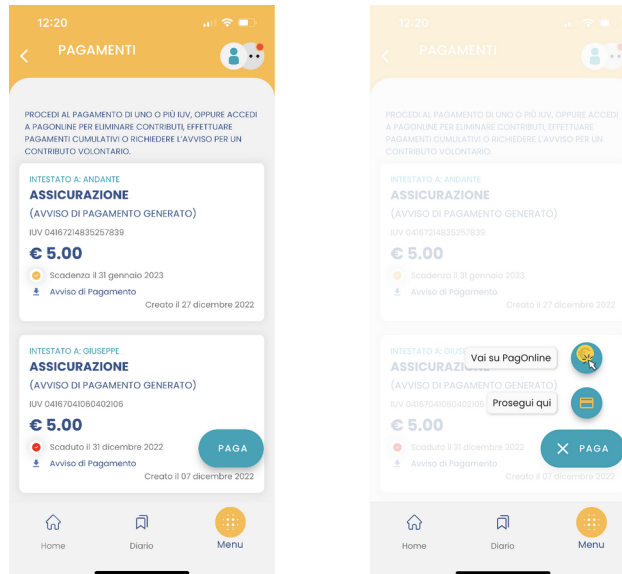 12:20
PAGAMENTI
PROCEDI AL PAGAMENTO DI UNO O PIÙ IUV, OPPURE ACCEDI
A PAGONLINE PER ELIMINARE CONTRIBUTI, EFFETTUARE
PAGAMENTI CUMULATIVI O RICHIEDERE L'AVVISO PER UN
CONTRIBUTO VOLONTARIO.
INTESTATO A: ANDANTE
ASSICURAZIONE
(AVVISO DI PAGAMENTO GENERATO)
IUV 04167214835257839
€ 5.00
Scadenza il 31 gennaio 2023
Avviso di Pagamento
Creato il 27 dicembre 2022
INTESTATO A: GIUSEPPE
ASSICURAZIONE
(AVVISO DI PAGAMENTO GENERATO)
IUV 04167041060402106
€ 5.00
Scaduto il 31 dicembre 2022
PAGA
Avviso di Pagamento
Creato il 07 dicembre 2022
Home
Diario
Menu
12:20
PAGAMENTI
PROCEDI AL PAGAMENTO DI UNO O PIÙ IUV, OPPURE ACCEDI
A PAGONLINE PER ELIMINARE CONTRIBUTI, EFFETTUARE
PAGAMENTI CUMULATIVI O RICHIEDERE L'AVVISO PER UN
CONTRIBUTO VOLONTARIO.
INTESTATO A: ANDANTE
ASSICURAZIONE
(AVVISO DI PAGAMENTO GENERATO)
IUV 04167214835257839
€ 5.00
Scadenza il 31 gennaio 2023
Avviso di Pagamento
Creato il 27 dicembre 2022
INTESTATO A:
Vai su PagOnline
(AVVISO DI PAGAMENTO GENERATO)
IUV 04167041060402106
Prosegui qui
€ 5.00
Scaduto il 31 dicembre 2022
PAGA
Avviso di Pagamento
Creato il 07 dicembre 2022
Home
Diario
Menu